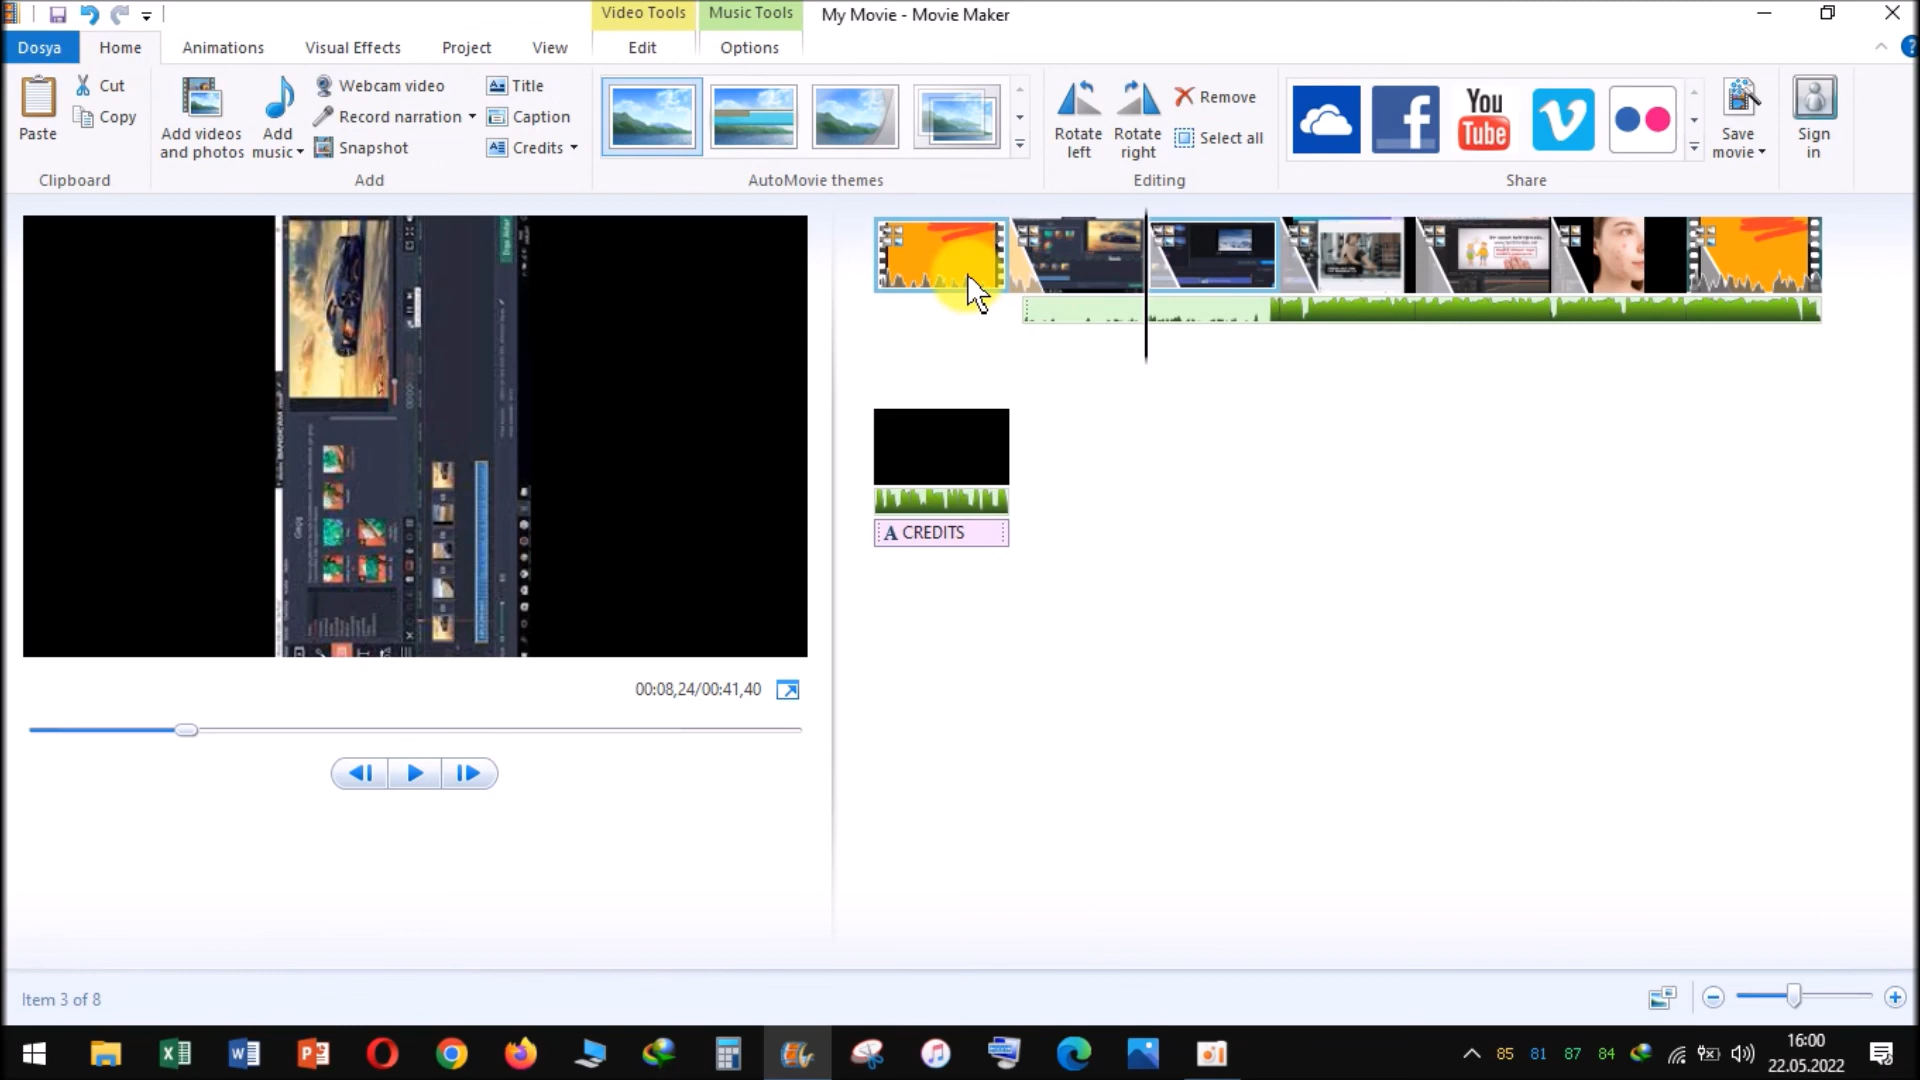 Video Tools
Music Tools
My Movie - Movie Maker
Dosya
Home
Animations
Visual Effects
Project
View
Edit
Options
Paste
Cut
Copy
Clipboard
Add videos
and photos
Add
music
Webcam video
Record narration
Snapshot
Title
Caption
Credits
Add
AutoMovie themes
Rotate
left
Rotate
right
Remove
Select all
Editing
You
Tube
Share
Save
movie
Sign
in
A CREDITS
00:08,24/00:41,40
Item 3 of 8
85
81
87
84
16:00
22.05.2022